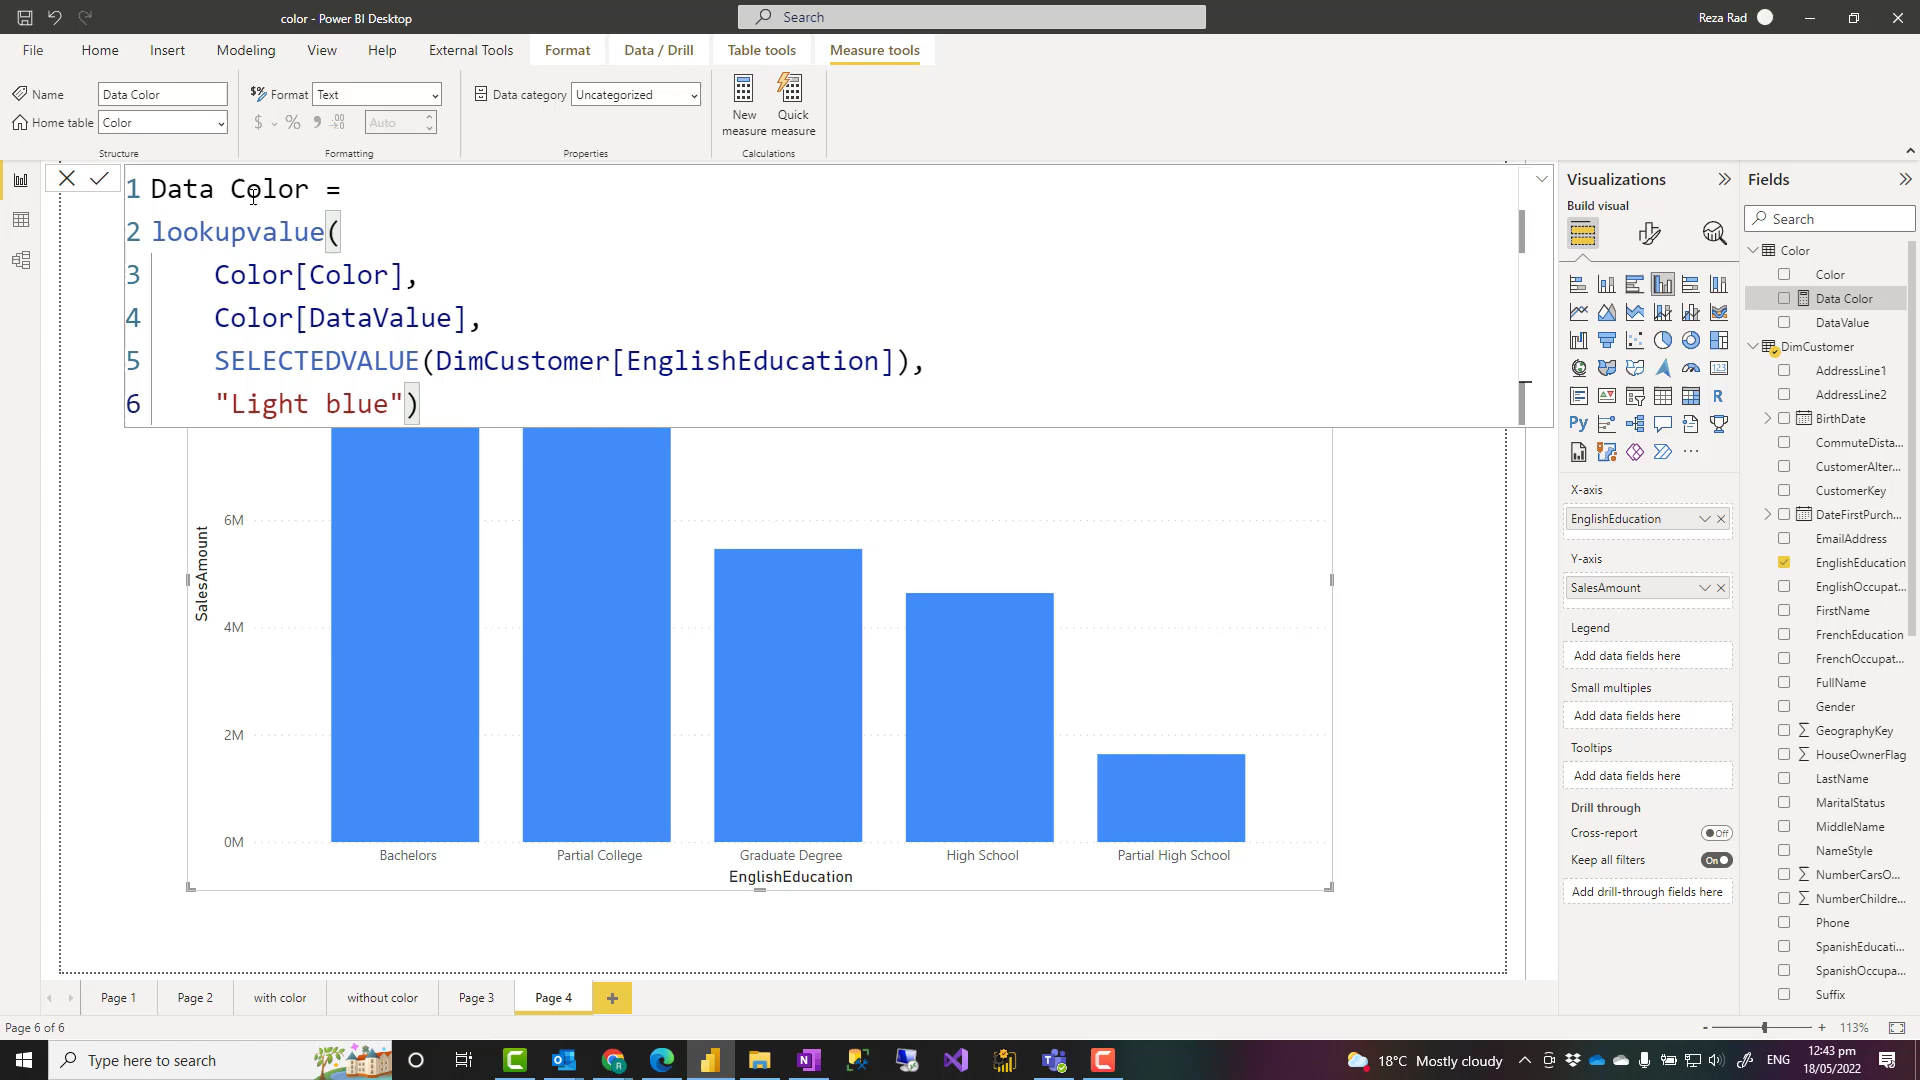 color - Power BI Desktop
Search
Reza Rad
File
Home
Insert
Modeling
View
Help
External Tools
Format
Data / Drill
Table tools
Measure tools
Name
Data Color
Home table
Color
Structure
$% Format
Text
$ % 9 .00
Auto
Formatting
Data category
Uncategorized
Properties
New measure
Quick measure
Calculations
1 Data Color =
2 lookupvalue(
3 Color[Color],
4 Color[DataValue],
5 SELECTEDVALUE(DimCustomer[EnglishEducation]),
6 "Light blue")
SalesAmount
6M
4M
2M
0M
Bachelors
Partial College
Graduate Degree
High School
Partial High School
EnglishEducation
Visualizations
Build visual
123
R
Py
X-axis
EnglishEducation
Y-axis
SalesAmount
Legend
Add data fields here
Small multiples
Add data fields here
Tooltips
Add data fields here
Drill through
Cross-report
Off
Keep all filters
On
Add drill-through fields here
Fields
Search
Color
Color
Data Color
DataValue
DimCustomer
AddressLine1
AddressLine2
BirthDate
CommuteDista...
CustomerAlter...
CustomerKey
DateFirstPurch...
EmailAddress
EnglishEducation
EnglishOccupat...
FirstName
FrenchEducation
FrenchOccupat...
FullName
Gender
GeographyKey
HouseOwnerFlag
LastName
MaritalStatus
MiddleName
NameStyle
NumberCarsO...
NumberChildre...
Phone
SpanishEducati...
SpanishOccupa...
Suffix
Page 1
Page 2
with color
without color
Page 3
Page 4
+
Page 6 of 6
- + 113%
Type here to search
18°C Mostly cloudy
ENG
12:43 pm
18/05/2022